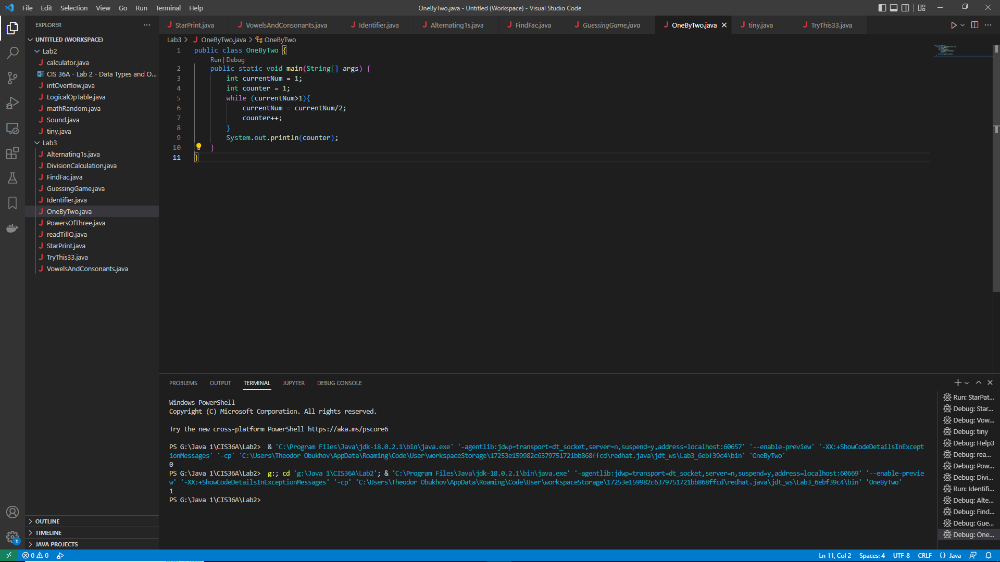 File Edit Selection View Go Run Terminal Help
OneByTwo.java - Untitled (Workspace) - Visual Studio Code
EXPLORER
UNTITLED (WORKSPACE)
Lab2
calculator.java
CIS 36A - Lab 2 - Data Types and O...
intOverflow.java
LogicalOpTable.java
mathRandom.java
Sound.java
tiny.java
Lab3
Alternating1s.java
DivisionCalculation.java
FindFac.java
GuessingGame.java
Identifier.java
OneByTwo.java
PowersOfThree.java
readTillQ.java
StarPrint.java
TryThis33.java
VowelsAndConsonants.java
OUTLINE
TIMELINE
JAVA PROJECTS
StarPrint.java VowelsAndConsonants.java Identifier.java Alternating1s.java FindFac.java GuessingGame.java OneByTwo.java tiny.java TryThis33.java
Lab3 > OneByTwo.java > OneByTwo
1 public class OneByTwo {
Run | Debug
2 public static void main(String[] args) {
3 int currentNum = 1;
4 int counter = 1;
5 while (currentNum>1){
6 currentNum = currentNum/2;
7 counter++;
8 }
9 System.out.println(counter);
10 }
11 }
PROBLEMS OUTPUT TERMINAL JUPYTER DEBUG CONSOLE
Windows PowerShell
Copyright (C) Microsoft Corporation. All rights reserved.
Try the new cross-platform PowerShell https://aka.ms/pscore6
PS G:\Java 1\CIS36A\Lab2> & 'C:\Program Files\Java\jdk-18.0.2.1\bin\java.exe' '-agentlib:jdwp=transport=dt_socket,server=n,suspend=y,address=localhost:60657' '--enable-preview' '-XX:+ShowCodeDetailsInExcept
ionMessages' '-cp' 'C:\Users\Theodor Obukhov\AppData\Roaming\Code\User\workspaceStorage\17253e159982c6379751721bb868ffcd\redhat.java\jdt_ws\Lab3_6ebf39c4\bin' 'OneByTwo'
0
PS G:\Java 1\CIS36A\Lab2> g:; cd 'g:\Java 1\CIS36A\Lab2'; & 'C:\Program Files\Java\jdk-18.0.2.1\bin\java.exe' '-agentlib:jdwp=transport=dt_socket,server=n,suspend=y,address=localhost:60669' '--enable-previe
w' '-XX:+ShowCodeDetailsInExceptionMessages' '-cp' 'C:\Users\Theodor Obukhov\AppData\Roaming\Code\User\workspaceStorage\17253e159982c6379751721bb868ffcd\redhat.java\jdt_ws\Lab3_6ebf39c4\bin' 'OneByTwo'
1
PS G:\Java 1\CIS36A\Lab2>
Run: StarPat...
Debug: Star...
Debug: Vow...
Debug: tiny
Debug: Help3
Debug: rea...
Debug: Pow...
Debug: Divi...
Run: Identifi...
Debug: Alte...
Debug: Find...
Debug: Gue...
Debug: One...
1
0 0
Ln 11, Col 2 Spaces: 4 UTF-8 CRLF {} Java